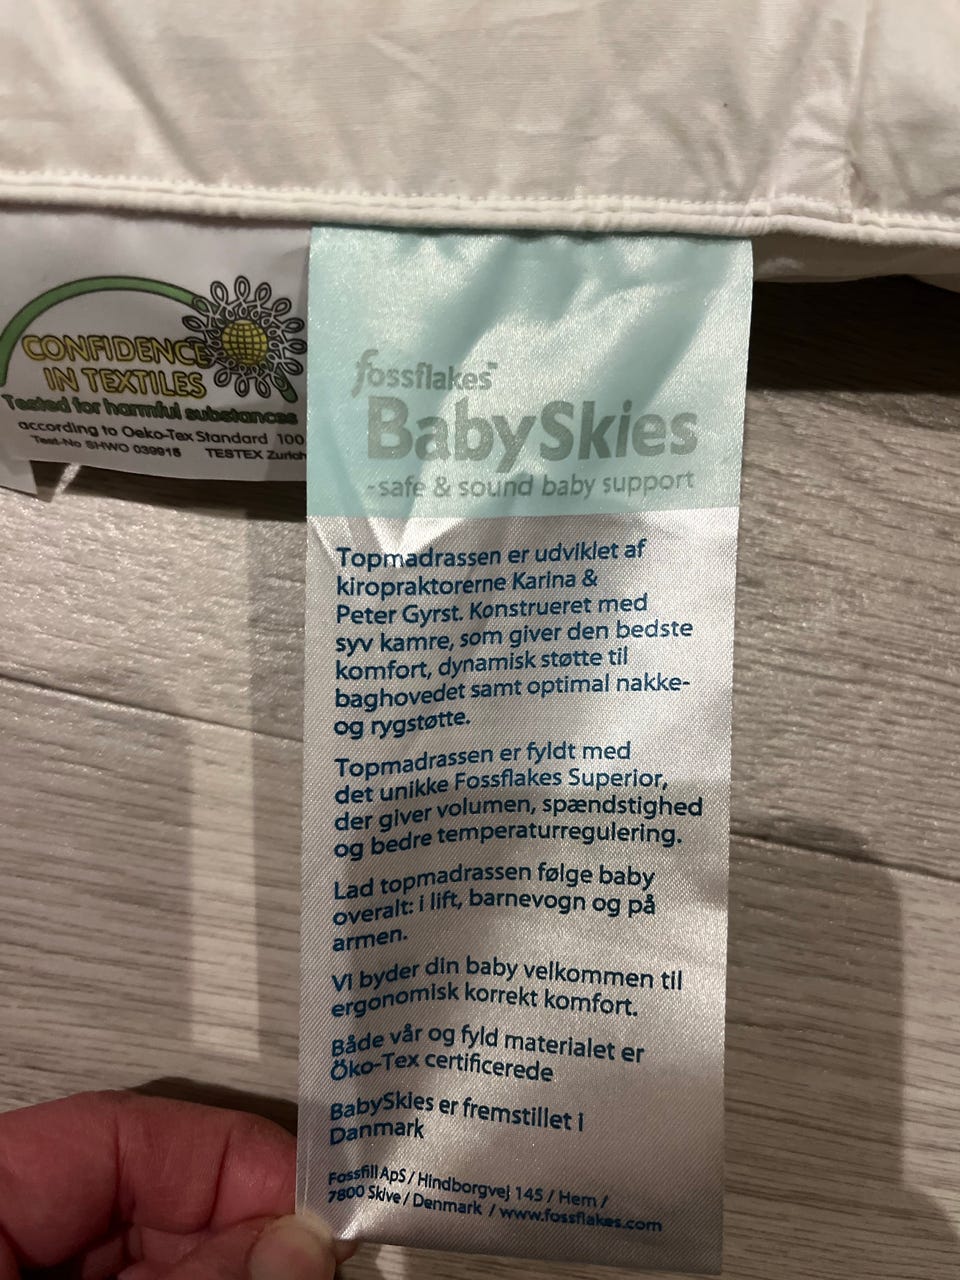 CONFIDENCE
IN TEXTILES
Tested for harmful substances
according to Oeko-Tex Standard 100
Test-No SHWO 039915 TESTEX Zurich
fossflakes™
BabySkies
-safe & sound baby support
Topmadrassen er udviklet af
kiropraktorerne Karina &
Peter Gyrst. Konstrueret med
syv kamre, som giver den bedste
komfort, dynamisk støtte til
baghovedet samt optimal nakke-
og rygstøtte.
Topmadrassen er fyldt med
det unikke Fossflakes Superior,
der giver volumen, spændstighed
og bedre temperaturregulering.
Lad topmadrassen følge baby
overalt: i lift, barnevogn og på
armen.
Vi byder din baby velkommen til
ergonomisk korrekt komfort.
Både vår og fyld materialet er
Öko-Tex certificerede
BabySkies er fremstillet i
Danmark
Fossfill ApS / Hindborgvej 145 / Hem /
7800 Skive / Denmark / www.fossflakes.com